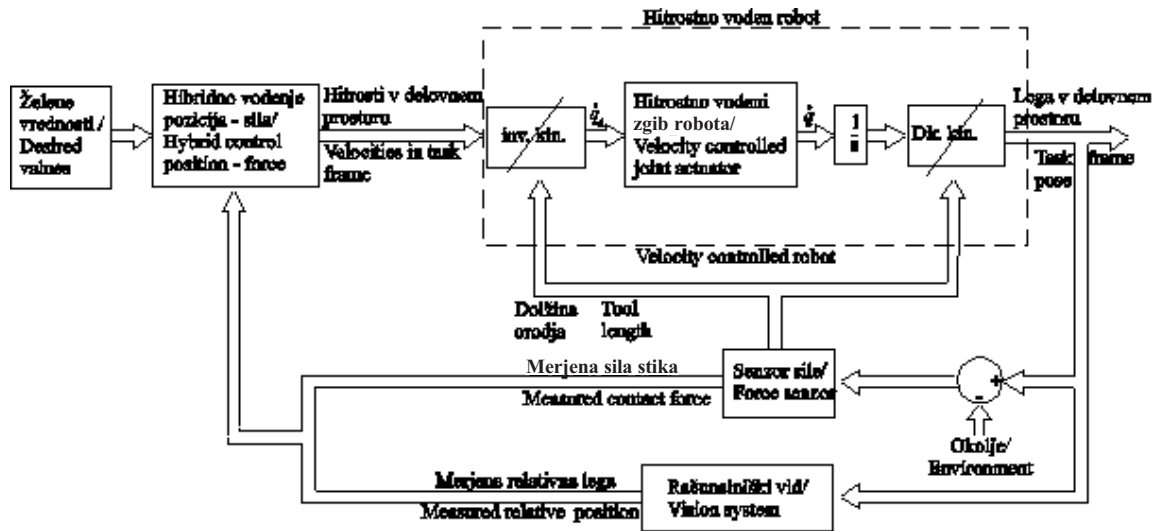 Hitrostno voden robot
Želene
vrednosti /
Desired
values
Hibridno vodenje
pozicija - sila/
Hybrid control
position - force
Hitrosti v delovnem
prostoru
Velocities in task
frame
inv. kin.
q̇d
Hitrostno vodeni
zgib robota/
Velocity controlled
joint actuator
q̇
1
s
Dir. kin.
Lega v delovnem
prostoru
Task frame
pose
Velocity controlled robot
Dolžina Tool
orodja length
Merjena sila stika
Measured contact force
Senzor sile/
Force senzor
+
-
Okolje/
Environment
Merjena relativna lega
Measured relative position
Računalniški vid/
Vision system